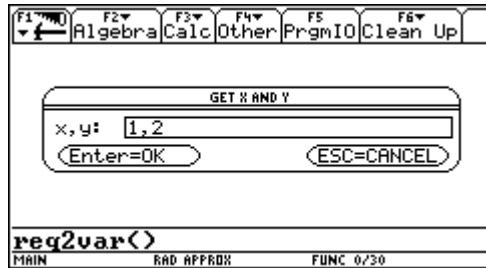 F1 F2 Algebra F3 Calc F4 Other F5 PrgmIO F6 Clean Up
GET X AND Y
x,y: 1,2
Enter=OK ESC=CANCEL
req2var()
MAIN RAD APPROX FUNC 0/30